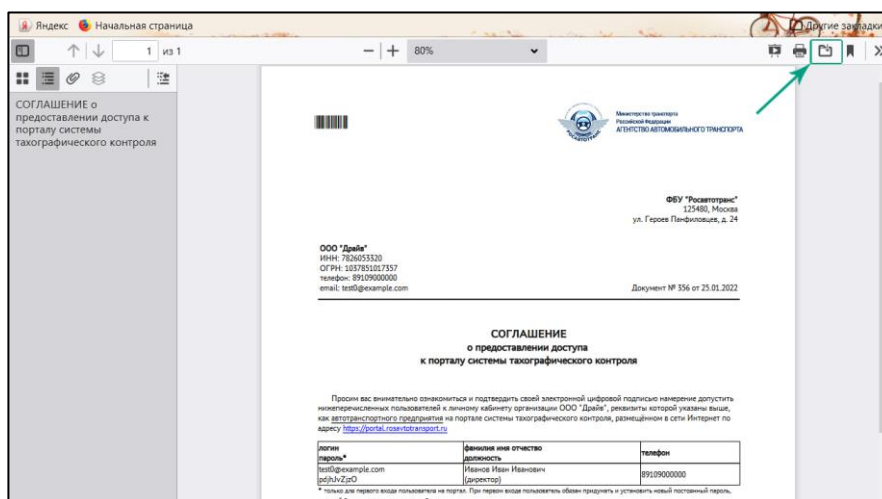 Яндекс Начальная страница Другие закладки
1 из 1 80%
СОГЛАШЕНИЕ о
предоставлении доступа к
порталу системы
тахографического контроля
РОСАВТОТРАНС
Министерство транспорта
Российской Федерации
АГЕНТСТВО АВТОМОБИЛЬНОГО ТРАНСПОРТА
ФБУ "Росавтотранс"
125480, Москва
ул. Героев Панфиловцев, д. 24
ООО "Драйв"
ИНН: 7826053320
ОГРН: 1037851017357
телефон: 89109000000
email: test0@example.com
Документ № 356 от 25.01.2022
СОГЛАШЕНИЕ
о предоставлении доступа
к порталу системы тахографического контроля
Просим вас внимательно ознакомиться и подтвердить своей электронной цифровой подписью намерение допустить
нижеперечисленных пользователей к личному кабинету организации ООО "Драйв", реквизиты которой указаны выше,
как автотранспортного предприятия на портале системы тахографического контроля, размещённом в сети Интернет по
адресу https://portal.rosavtotransport.ru
логин
пароль*
фамилия имя отчество
должность
телефон
test0@example.com
pdjhJvZjzO
Иванов Иван Иванович
(директор)
89109000000
* только для первого входа пользователя на портал. При первом входе пользователь обязан придумать и установить новый постоянный пароль,